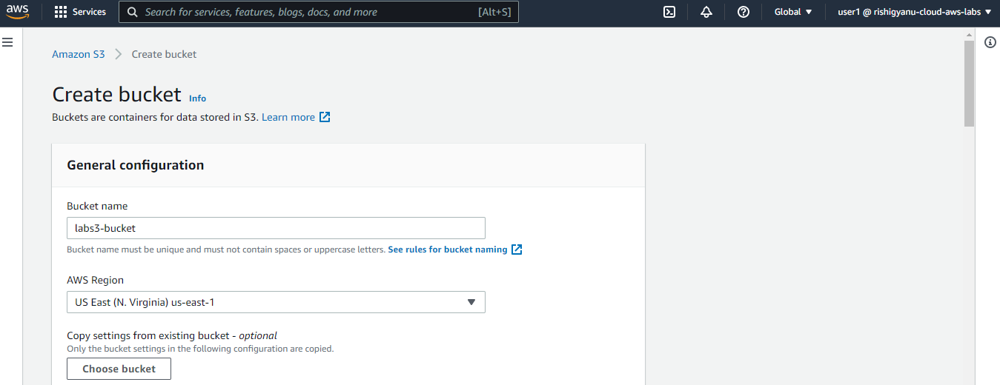 aws Services Search for services, features, blogs, docs, and more [Alt+S] Global user1 @ rishigyanu-cloud-aws-labs
Amazon S3 Create bucket
Create bucket Info
Buckets are containers for data stored in S3. Learn more
General configuration
Bucket name
labs3-bucket
Bucket name must be unique and must not contain spaces or uppercase letters. See rules for bucket naming
AWS Region
US East (N. Virginia) us-east-1
Copy settings from existing bucket - optional
Only the bucket settings in the following configuration are copied.
Choose bucket